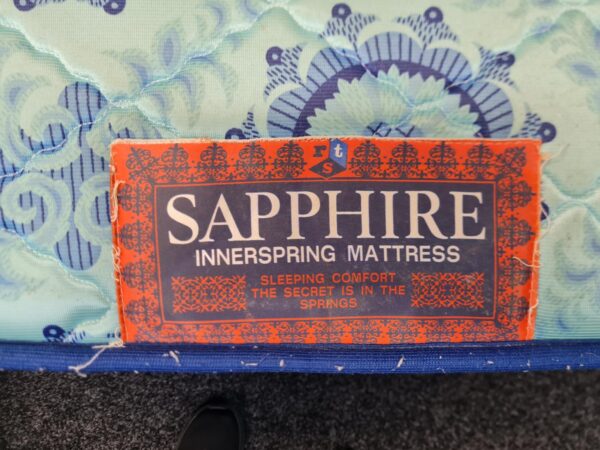 r t s
SAPPHIRE
INNERSPRING MATTRESS
SLEEPING COMFORT
THE SECRET IS IN THE
SPRINGS